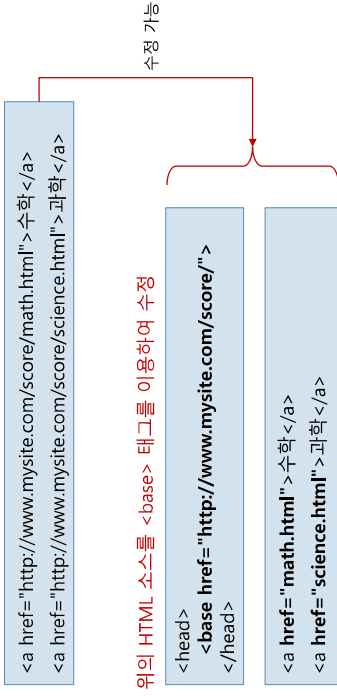 <a href="http://www.mysite.com/score/math.html">수학</a>
<a href="http://www.mysite.com/score/science.html">과학</a>
수정 가능
위의 HTML 소스를 <base> 태그를 이용하여 수정
<head>
<base href="http://www.mysite.com/score/">
</head>
<a href="math.html">수학</a>
<a href="science.html">과학</a>